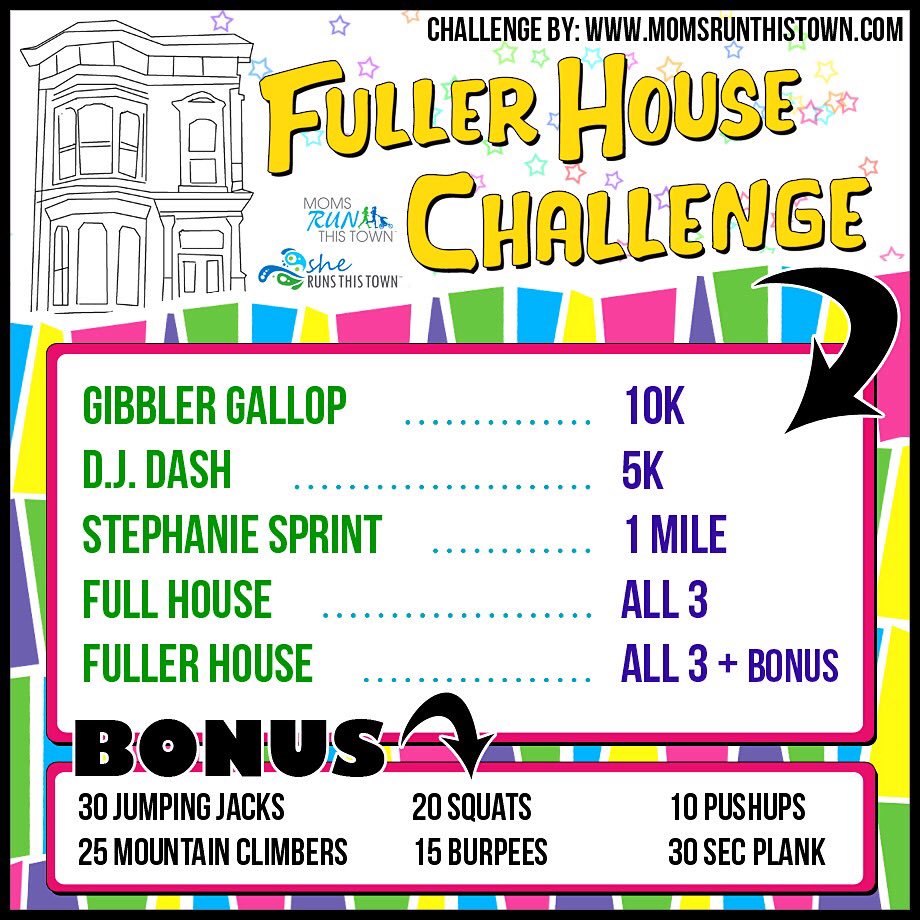 CHALLENGE BY: WWW.MOMSRUNTHISTOWN.COM
FULLER HOUSE
CHALLENGE
MOMS
RUN
THIS TOWN™
she
RUNS THIS TOWN™
GIBBLER GALLOP .............. 10K
D.J. DASH ....................... 5K
STEPHANIE SPRINT ............ 1 MILE
FULL HOUSE ..................... ALL 3
FULLER HOUSE .................. ALL 3 + BONUS
BONUS
30 JUMPING JACKS 20 SQUATS 10 PUSHUPS
25 MOUNTAIN CLIMBERS 15 BURPEES 30 SEC PLANK